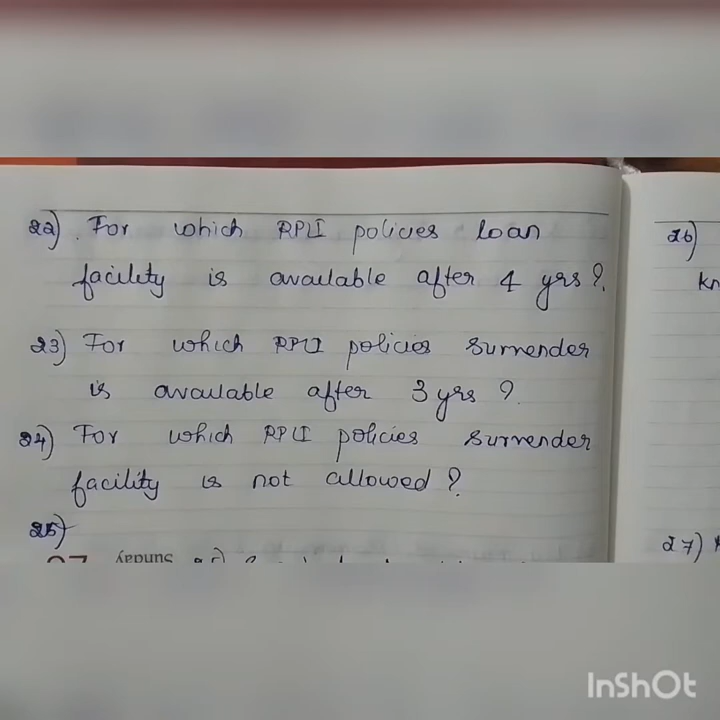 22) For which RPLI policies loan
facility is available after 4 yrs?
23) For which RPLI policies surrender
is available after 3 yrs?
24) For which RPLI policies surrender
facility is not allowed?
25)
Sunday
26)
27)
InShOt